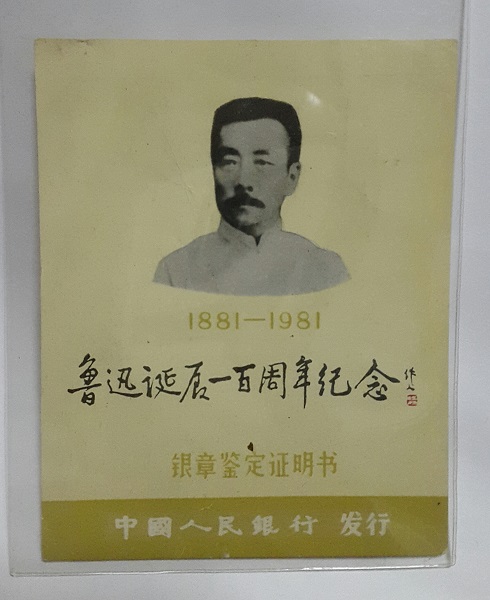 1881—1981
鲁迅诞辰一百周年纪念
银章鉴定证明书
中國人民銀行 发行